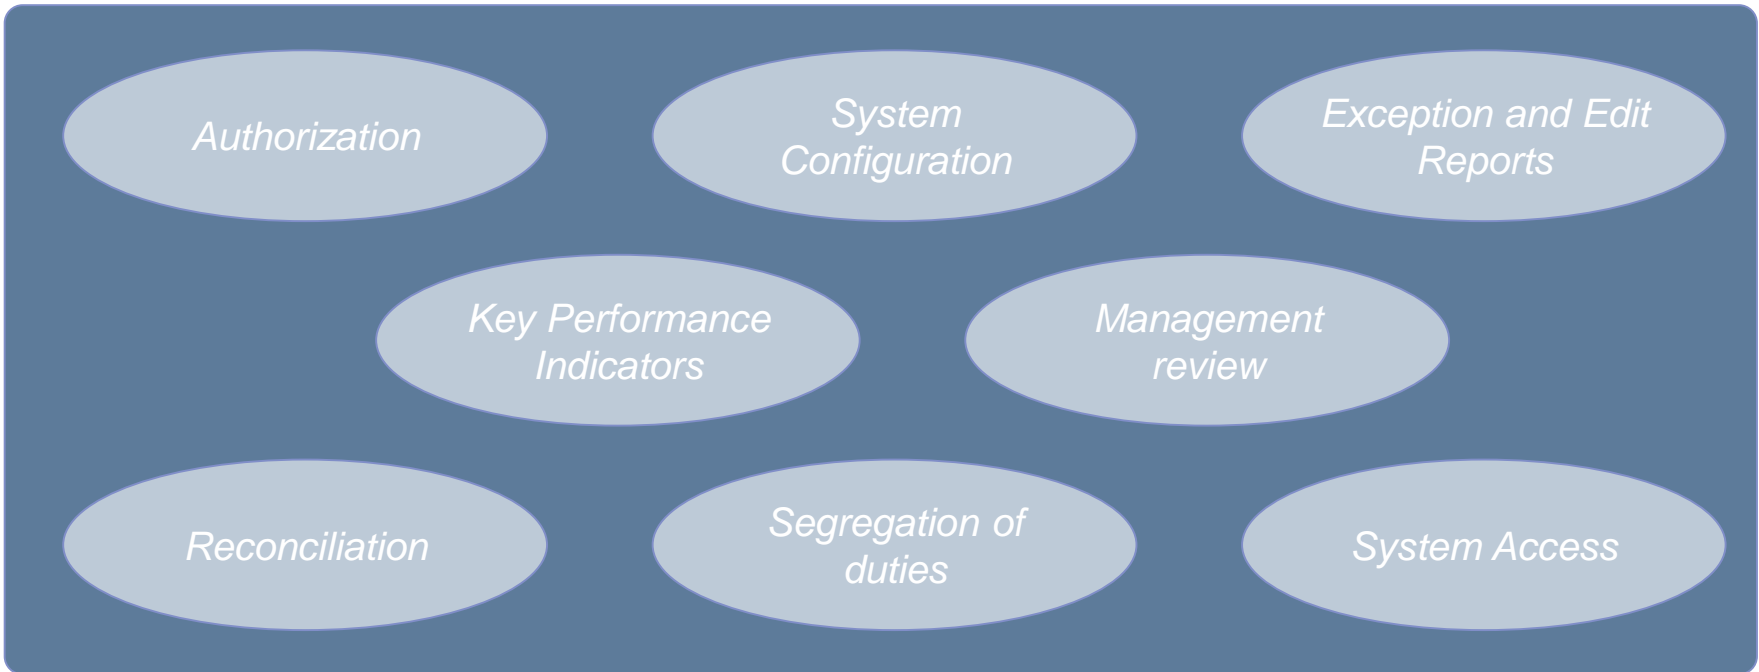 Authorization
System
Configuration
Exception and Edit
Reports
Key Performance
Indicators
Management
review
Reconciliation
Segregation of
duties
System Access